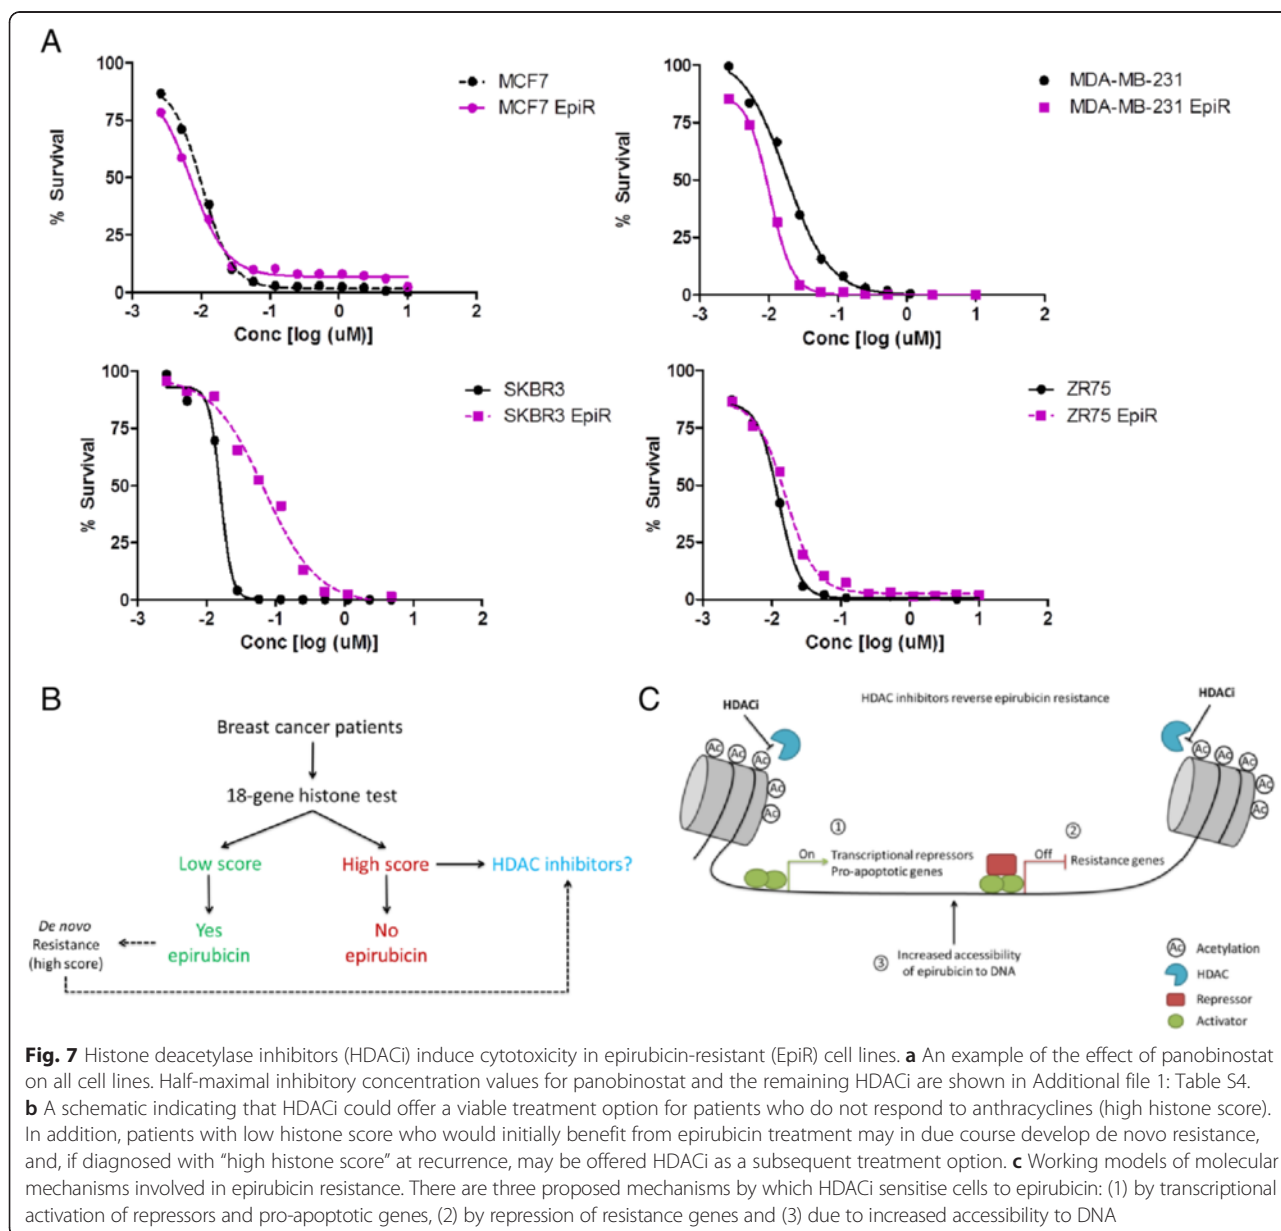 A
100
75
50
25
0
% Survival
-3 -2 -1 0 1 2
Conc [log (uM)]
MCF7
MCF7 EpiR
100
75
50
25
0
% Survival
-3 -2 -1 0 1 2
Conc [log (uM)]
MDA-MB-231
MDA-MB-231 EpiR
100
75
50
25
0
% Survival
-3 -2 -1 0 1 2
Conc [log (uM)]
SKBR3
SKBR3 EpiR
100
75
50
25
0
% Survival
-3 -2 -1 0 1 2
Conc [log (uM)]
ZR75
ZR75 EpiR
B
Breast cancer patients
18-gene histone test
Low score
High score
HDAC inhibitors?
De novo
Resistance
(high score)
Yes
epirubicin
No
epirubicin
C
HDAC inhibitors reverse epirubicin resistance
HDACi
HDACi
Ac
Ac
Ac
Ac
Ac
Ac
Ac
Ac
Ac
Ac
1
On
Transcriptional repressors
Pro-apoptotic genes
2
Off
Resistance genes
3
Increased accessibility
of epirubicin to DNA
Ac Acetylation
HDAC
Repressor
Activator
Fig. 7 Histone deacetylase inhibitors (HDACi) induce cytotoxicity in epirubicin-resistant (EpiR) cell lines. a An example of the effect of panobinostat
on all cell lines. Half-maximal inhibitory concentration values for panobinostat and the remaining HDACi are shown in Additional file 1: Table S4.
b A schematic indicating that HDACi could offer a viable treatment option for patients who do not respond to anthracyclines (high histone score).
In addition, patients with low histone score who would initially benefit from epirubicin treatment may in due course develop de novo resistance,
and, if diagnosed with “high histone score” at recurrence, may be offered HDACi as a subsequent treatment option. c Working models of molecular
mechanisms involved in epirubicin resistance. There are three proposed mechanisms by which HDACi sensitise cells to epirubicin: (1) by transcriptional
activation of repressors and pro-apoptotic genes, (2) by repression of resistance genes and (3) due to increased accessibility to DNA